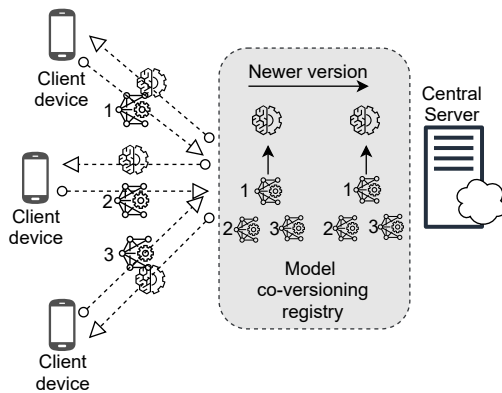 Client
device
1
Client
device
2
3
Client
device
Newer version
1
1
2
3
2
3
Model
co-versioning
registry
Central
Server